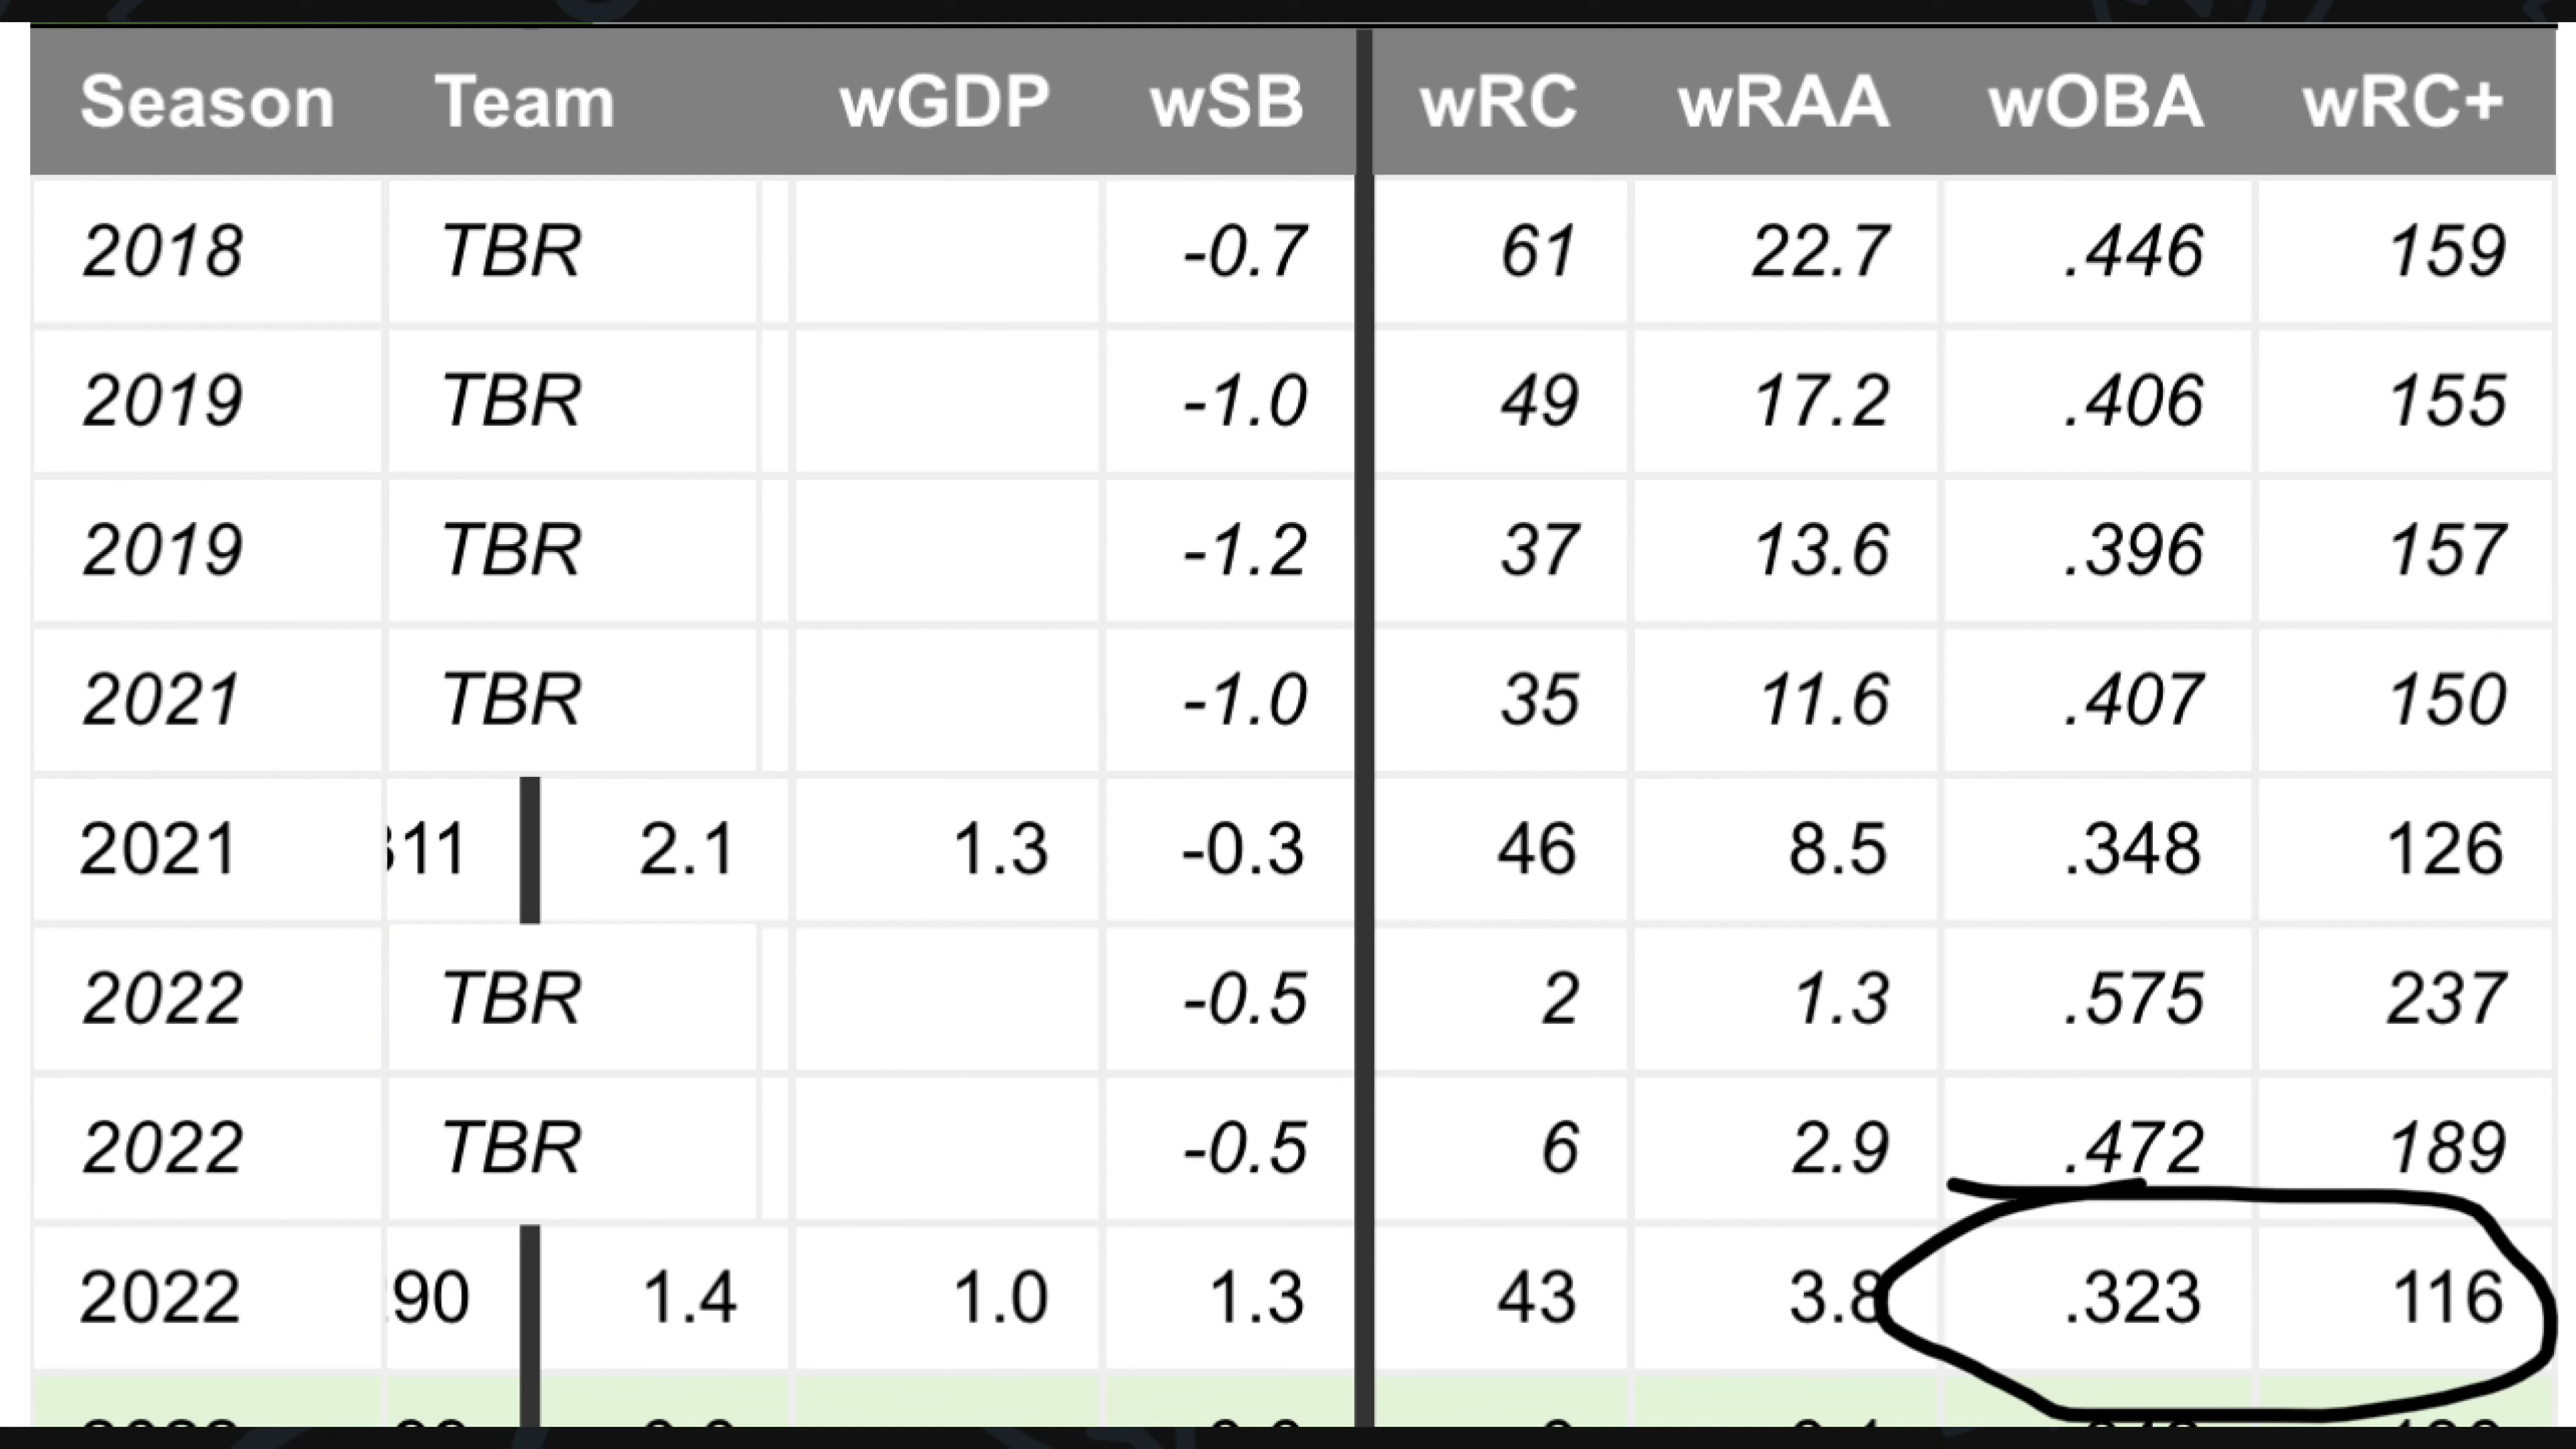 Season Team wGDP wSB wRC wRAA wOBA wRC+
2018 TBR -0.7 61 22.7 .446 159
2019 TBR -1.0 49 17.2 .406 155
2019 TBR -1.2 37 13.6 .396 157
2021 TBR -1.0 35 11.6 .407 150
2021 11 2.1 1.3 -0.3 46 8.5 .348 126
2022 TBR -0.5 2 1.3 .575 237
2022 TBR -0.5 6 2.9 .472 189
2022 90 1.4 1.0 1.3 43 3.8 .323 116